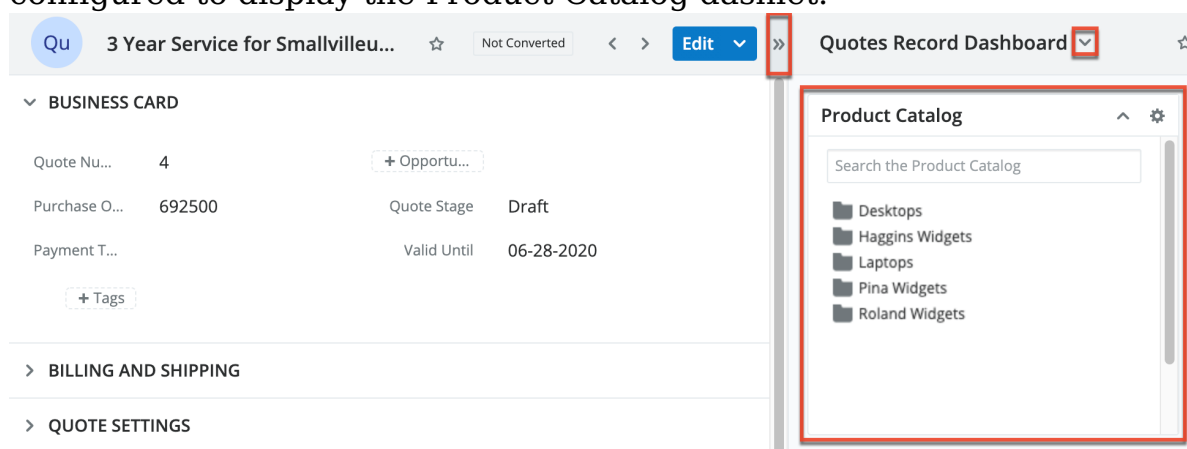 configured to display the Product Catalog dashlet.
Qu 3 Year Service for Smallvilleu... Not Converted Edit Quotes Record Dashboard
BUSINESS CARD
Product Catalog
Quote Nu... 4 + Opportu...
Search the Product Catalog
Purchase O... 692500 Quote Stage Draft
Desktops
Haggins Widgets
Payment T... Valid Until 06-28-2020
Laptops
Pina Widgets
+ Tags
Roland Widgets
BILLING AND SHIPPING
QUOTE SETTINGS